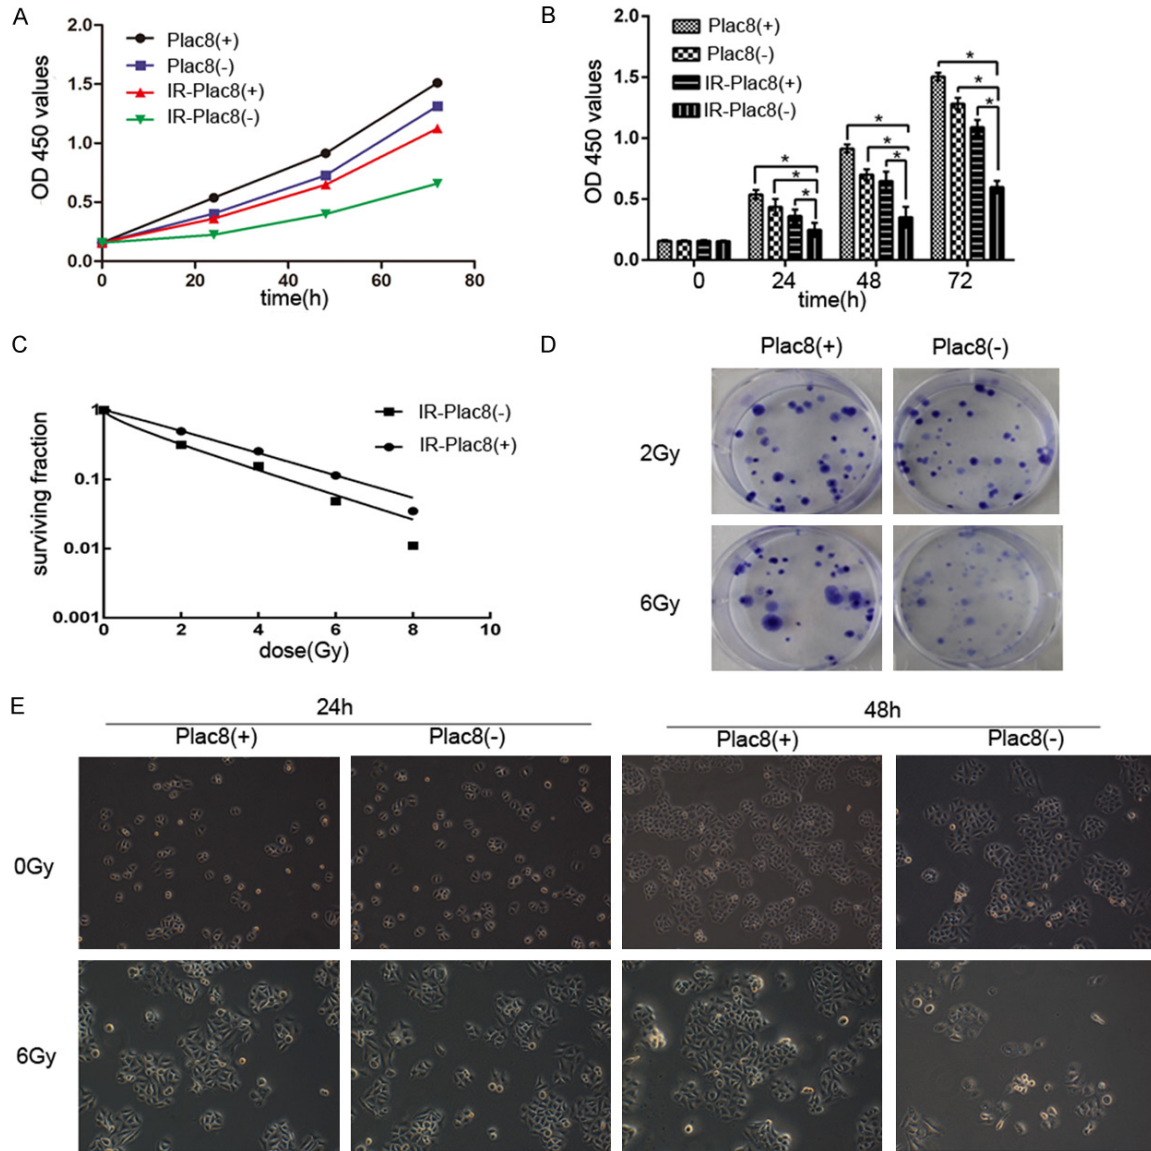 A
2.0
1.5
1.0
0.5
0.0
OD 450 values
Plac8(+)
Plac8(-)
IR-Plac8(+)
IR-Plac8(-)
0
20
40
60
80
time(h)
B
2.0
1.5
1.0
0.5
0.0
OD 450 values
Plac8(+)
Plac8(-)
IR-Plac8(+)
IR-Plac8(-)
*
*
*
*
*
*
*
*
*
0
24
48
72
time(h)
C
1
0.1
0.01
0.001
surviving fraction
IR-Plac8(-)
IR-Plac8(+)
0
2
4
6
8
10
dose(Gy)
D
Plac8(+)
Plac8(-)
2Gy
6Gy
E
24h
48h
Plac8(+)
Plac8(-)
Plac8(+)
Plac8(-)
0Gy
6Gy